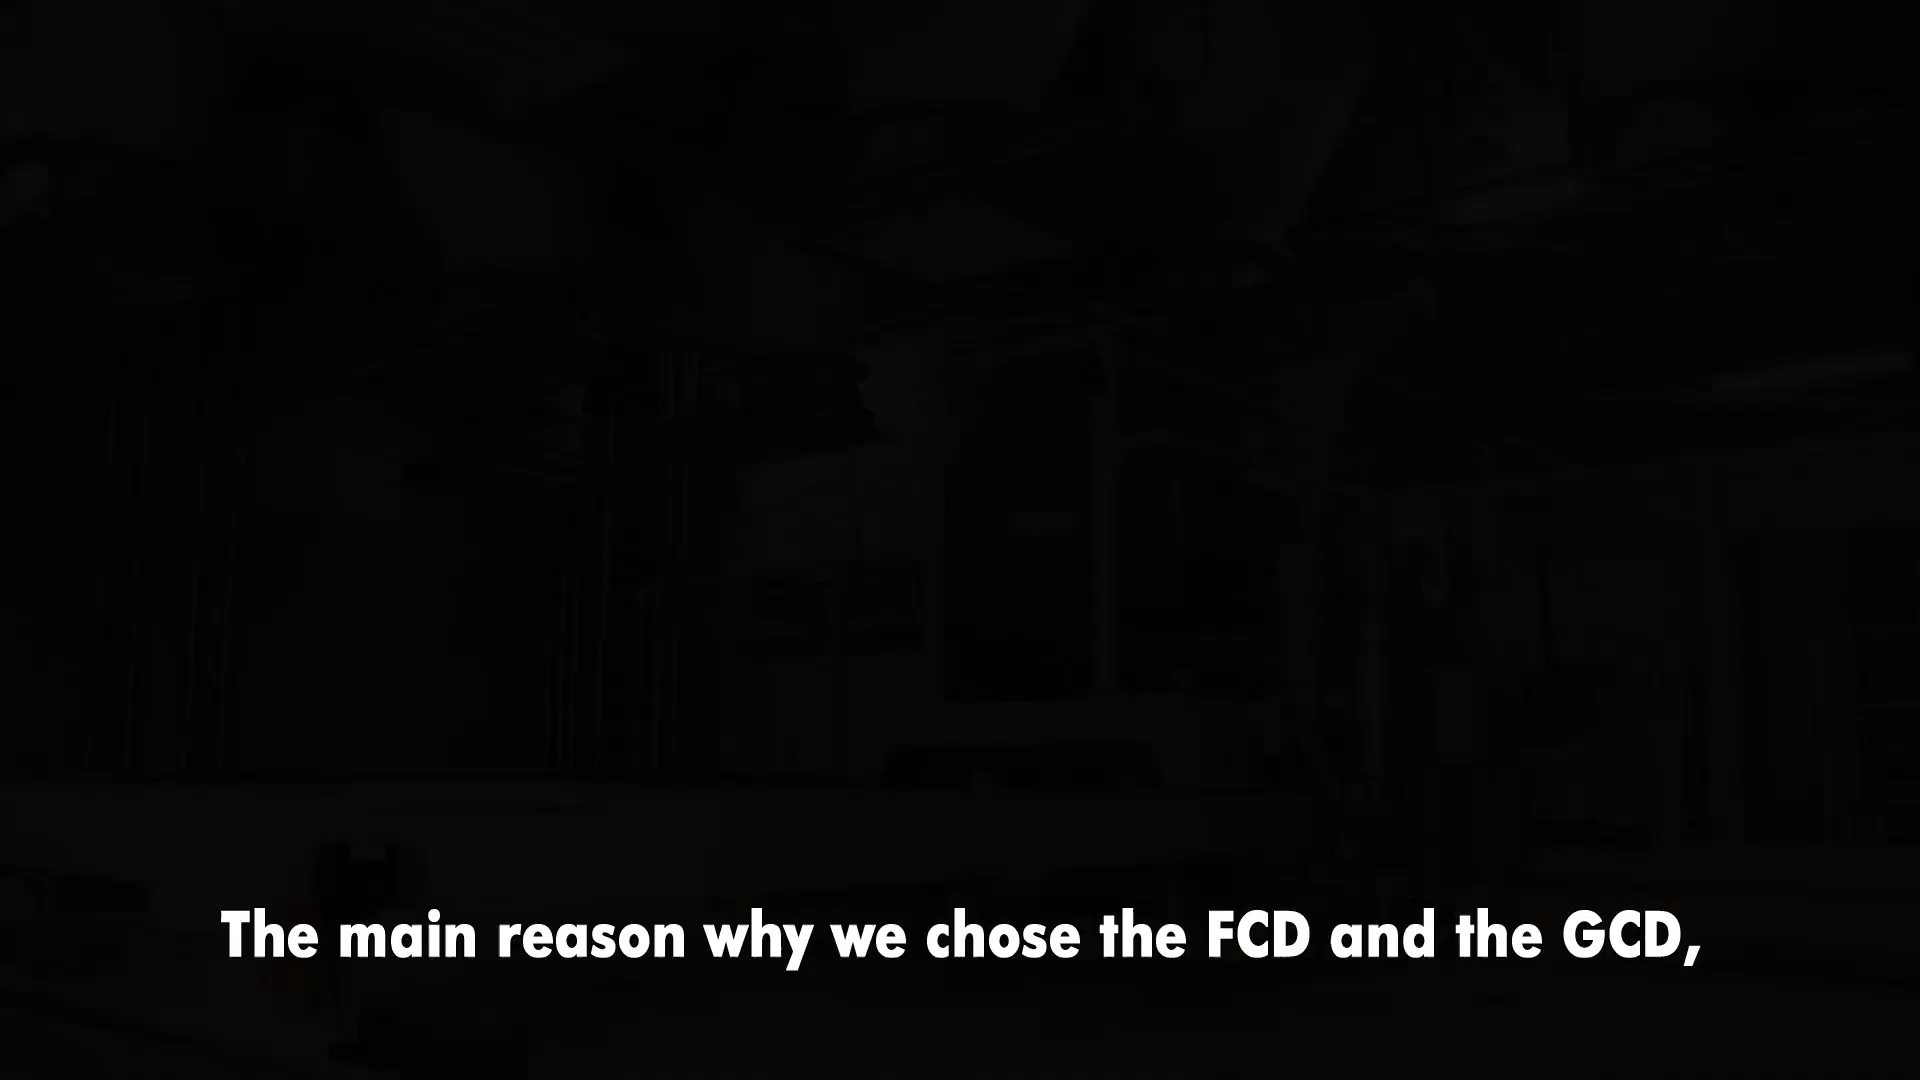 The main reason why we chose the FCD and the GCD,